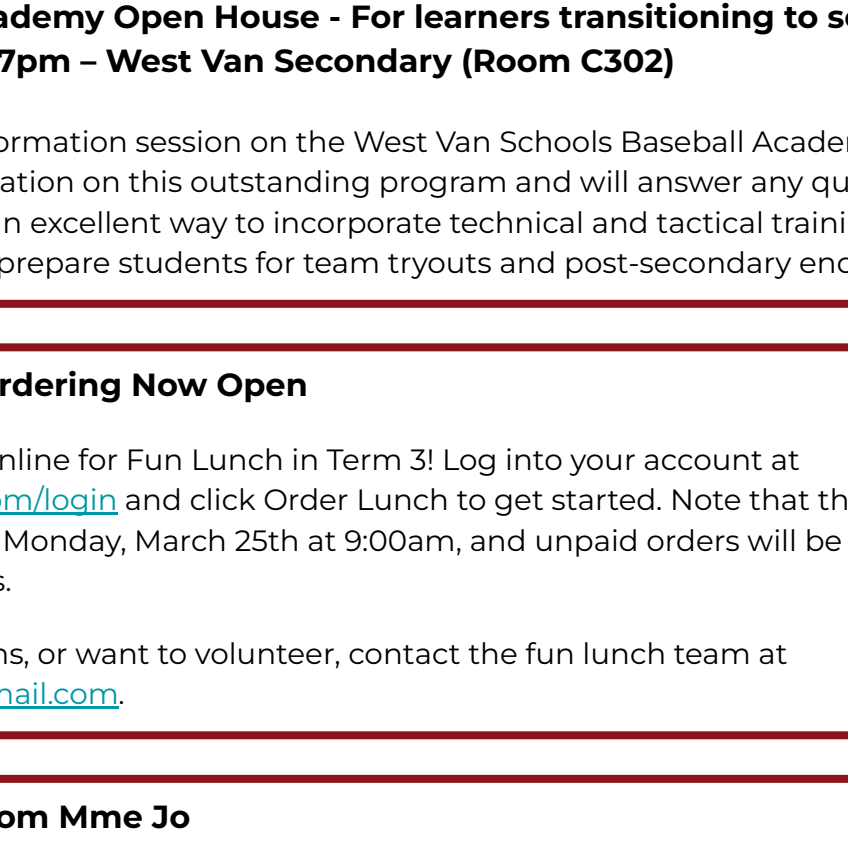 ademy Open House - For learners transitioning to se
7pm – West Van Secondary (Room C302)
ormation session on the West Van Schools Baseball Acade
ation on this outstanding program and will answer any qu
n excellent way to incorporate technical and tactical traini
prepare students for team tryouts and post-secondary end
rdering Now Open
nline for Fun Lunch in Term 3! Log into your account at
om/login and click Order Lunch to get started. Note that th
Monday, March 25th at 9:00am, and unpaid orders will be
s.
ns, or want to volunteer, contact the fun lunch team at
mail.com.
om Mme Jo